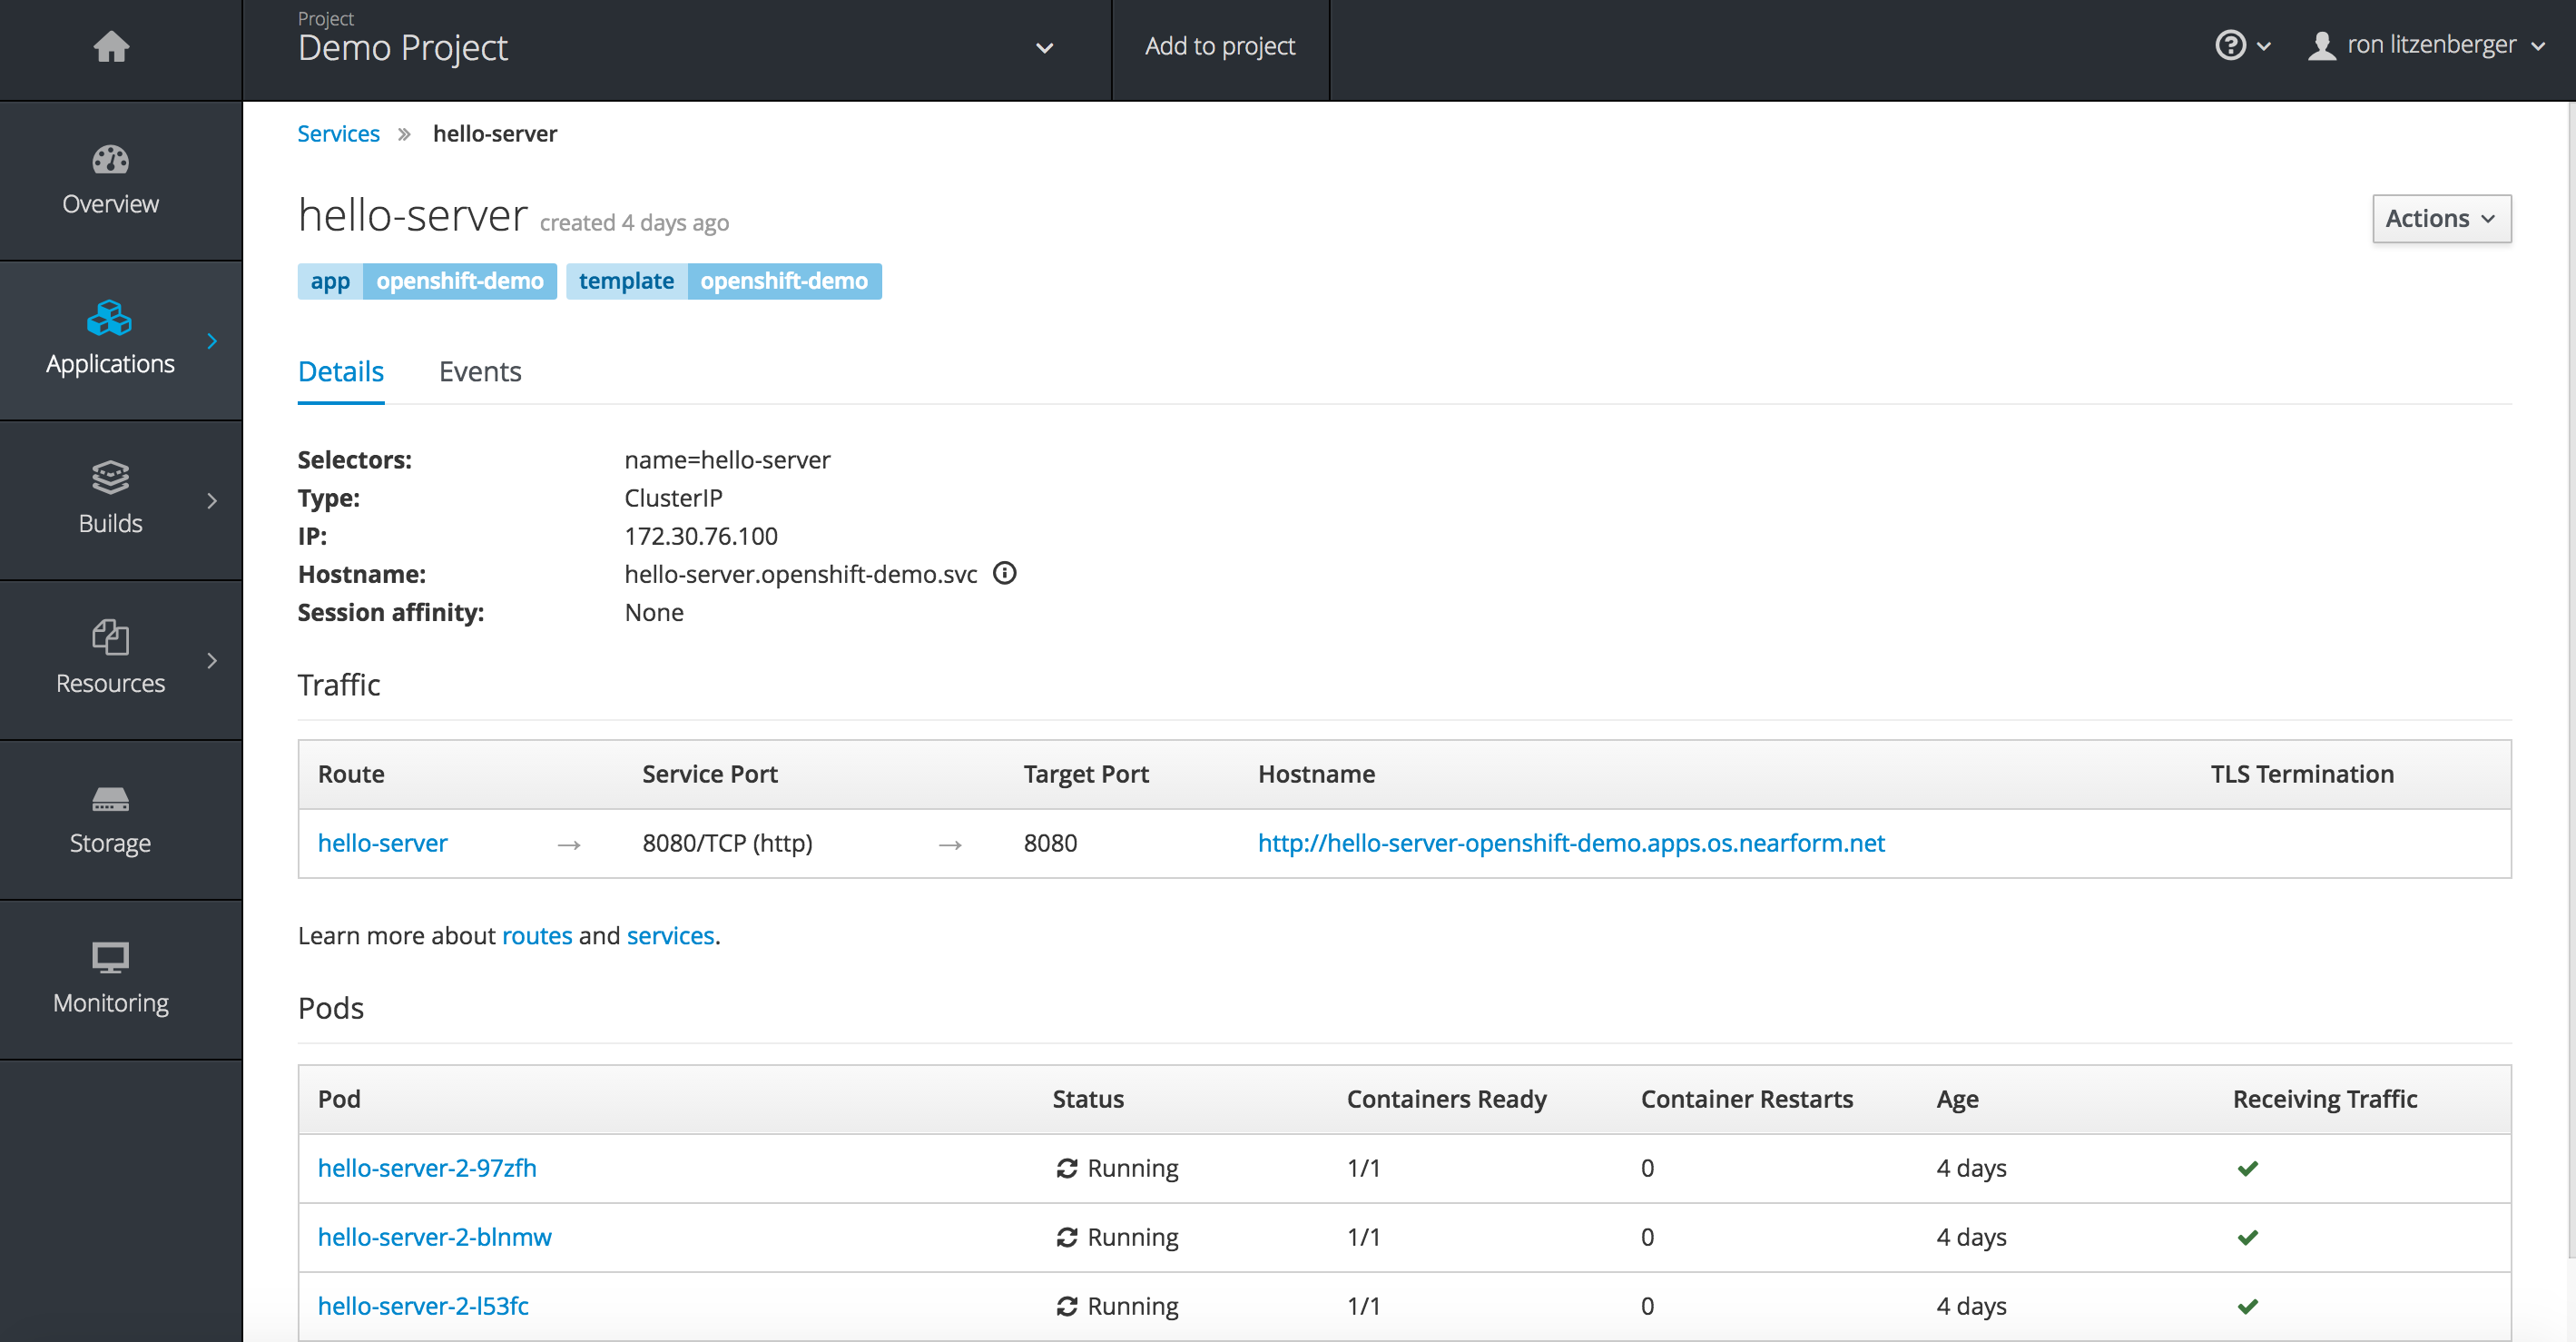 Project
Demo Project
Add to project
ron litzenberger
Overview
Applications
Builds
Resources
Storage
Monitoring
Services » hello-server
hello-server created 4 days ago
Actions
app openshift-demo template openshift-demo
Details Events
Selectors: name=hello-server
Type: ClusterIP
IP: 172.30.76.100
Hostname: hello-server.openshift-demo.svc
Session affinity: None
Traffic
Route Service Port Target Port Hostname TLS Termination
hello-server → 8080/TCP (http) → 8080 http://hello-server-openshift-demo.apps.os.nearform.net
Learn more about routes and services.
Pods
Pod Status Containers Ready Container Restarts Age Receiving Traffic
hello-server-2-97zfh Running 1/1 0 4 days
hello-server-2-blnmw Running 1/1 0 4 days
hello-server-2-l53fc Running 1/1 0 4 days